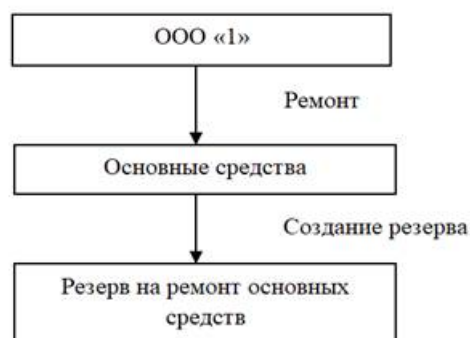 ООО «1»
Ремонт
Основные средства
Создание резерва
Резерв на ремонт основных
средств